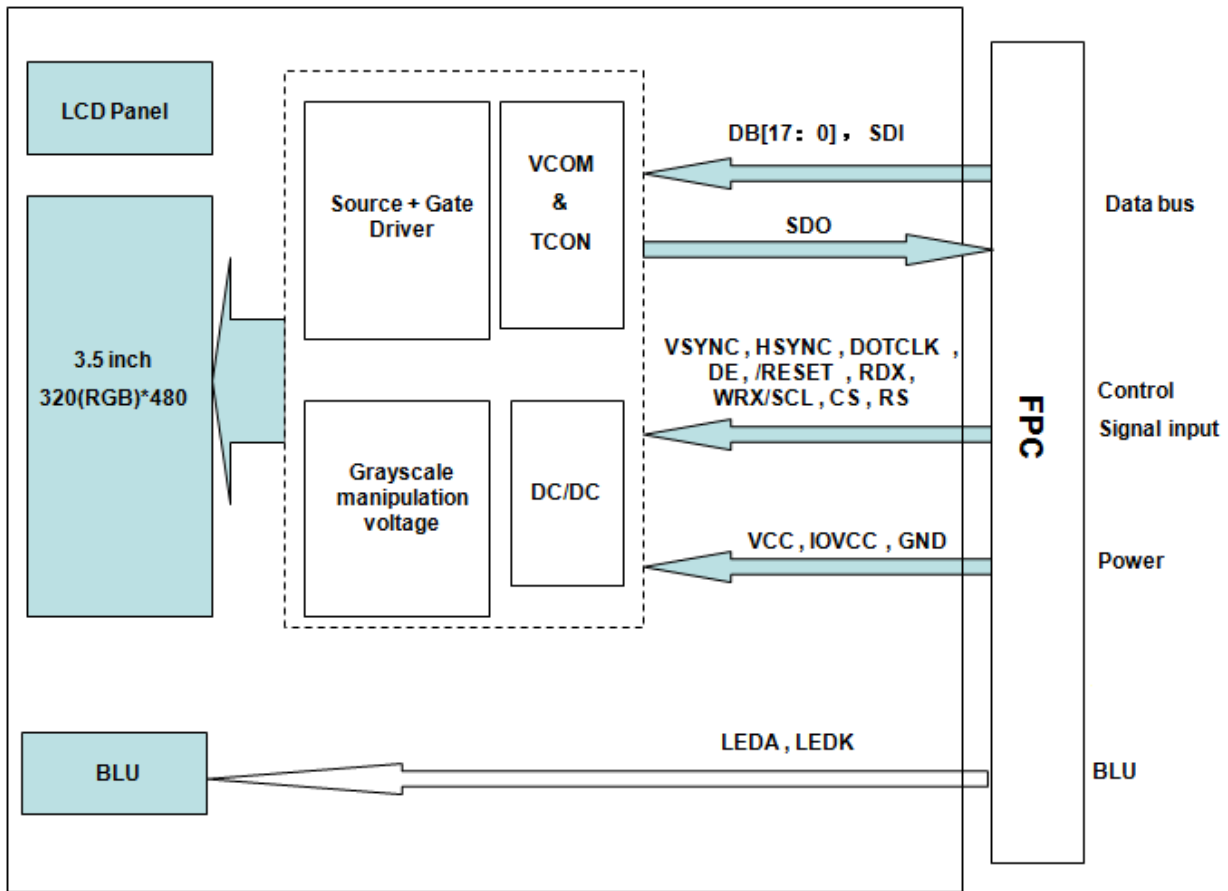 LCD Panel
3.5 inch
320(RGB)*480
BLU
Source + Gate
Driver
VCOM
&
TCON
Grayscale
manipulation
voltage
DC/DC
DB[17：0]，SDI
SDO
VSYNC , HSYNC , DOTCLK ,
DE, /RESET , RDX,
WRX/SCL , CS , RS
VCC , IOVCC , GND
LEDA , LEDK
FPC
Data bus
Control
Signal input
Power
BLU